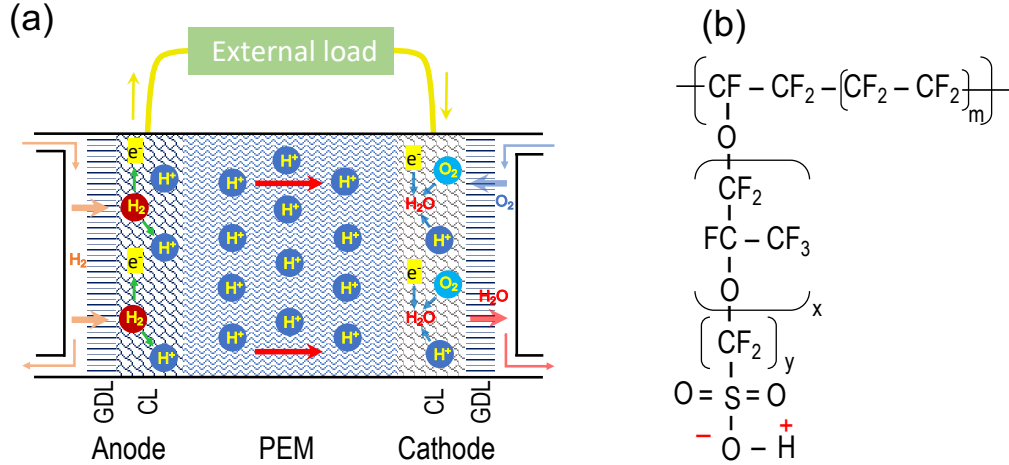 (a)
External load
e-
H+
H+
O2
e-
H+
H+
H+
H2
H2O
O2
H+
H+
H+
H+
H+
H2
e-
H+
e-
O2
H2O
H+
H+
H2
H2O
H+
H+
H+
H+
H+
GDL
CL
CL
GDL
Anode
PEM
Cathode
(b)
CF – CF2 – (CF2 – CF2)m
O
CF2
FC – CF3
O
x
CF2
y
O = S = O
– +
O – H